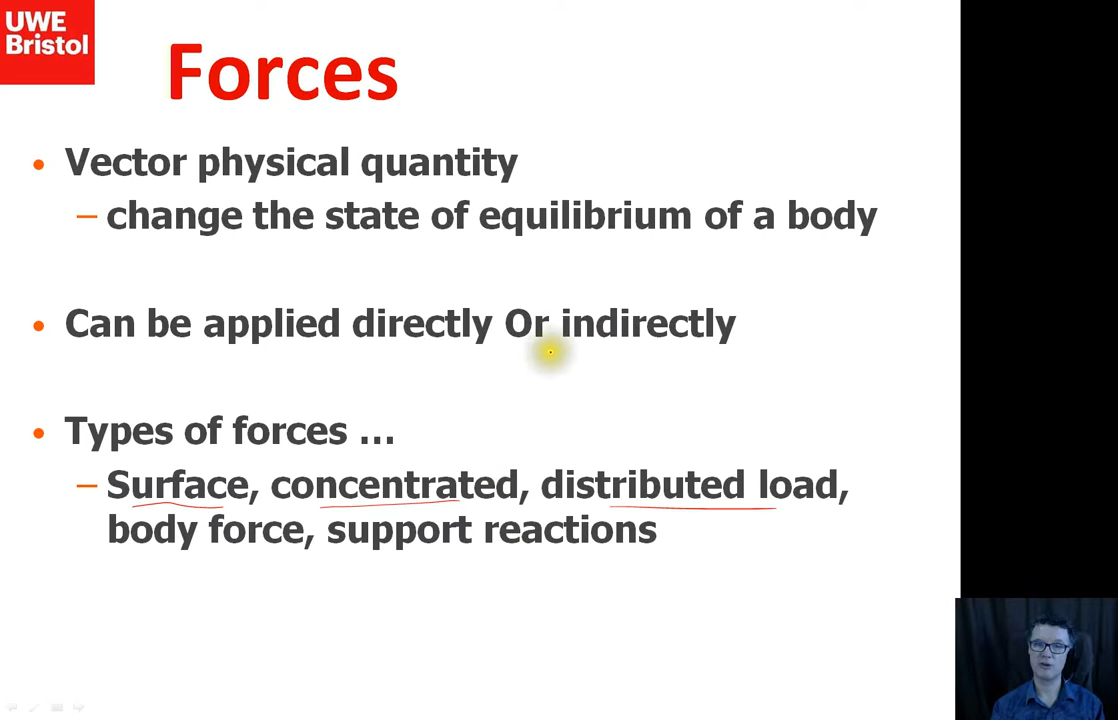 UWE
Bristol
Forces
• Vector physical quantity
– change the state of equilibrium of a body
• Can be applied directly Or indirectly
• Types of forces …
– Surface, concentrated, distributed load,
body force, support reactions